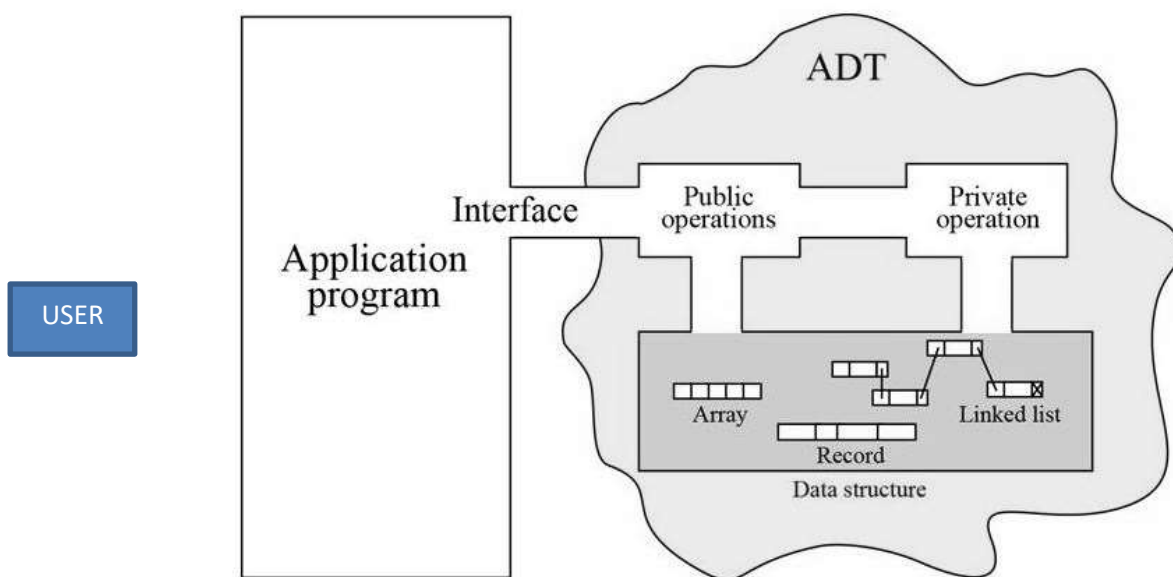 ADT
Public
operations
Private
operation
Interface
Application
program
USER
Array
Linked list
Record
Data structure